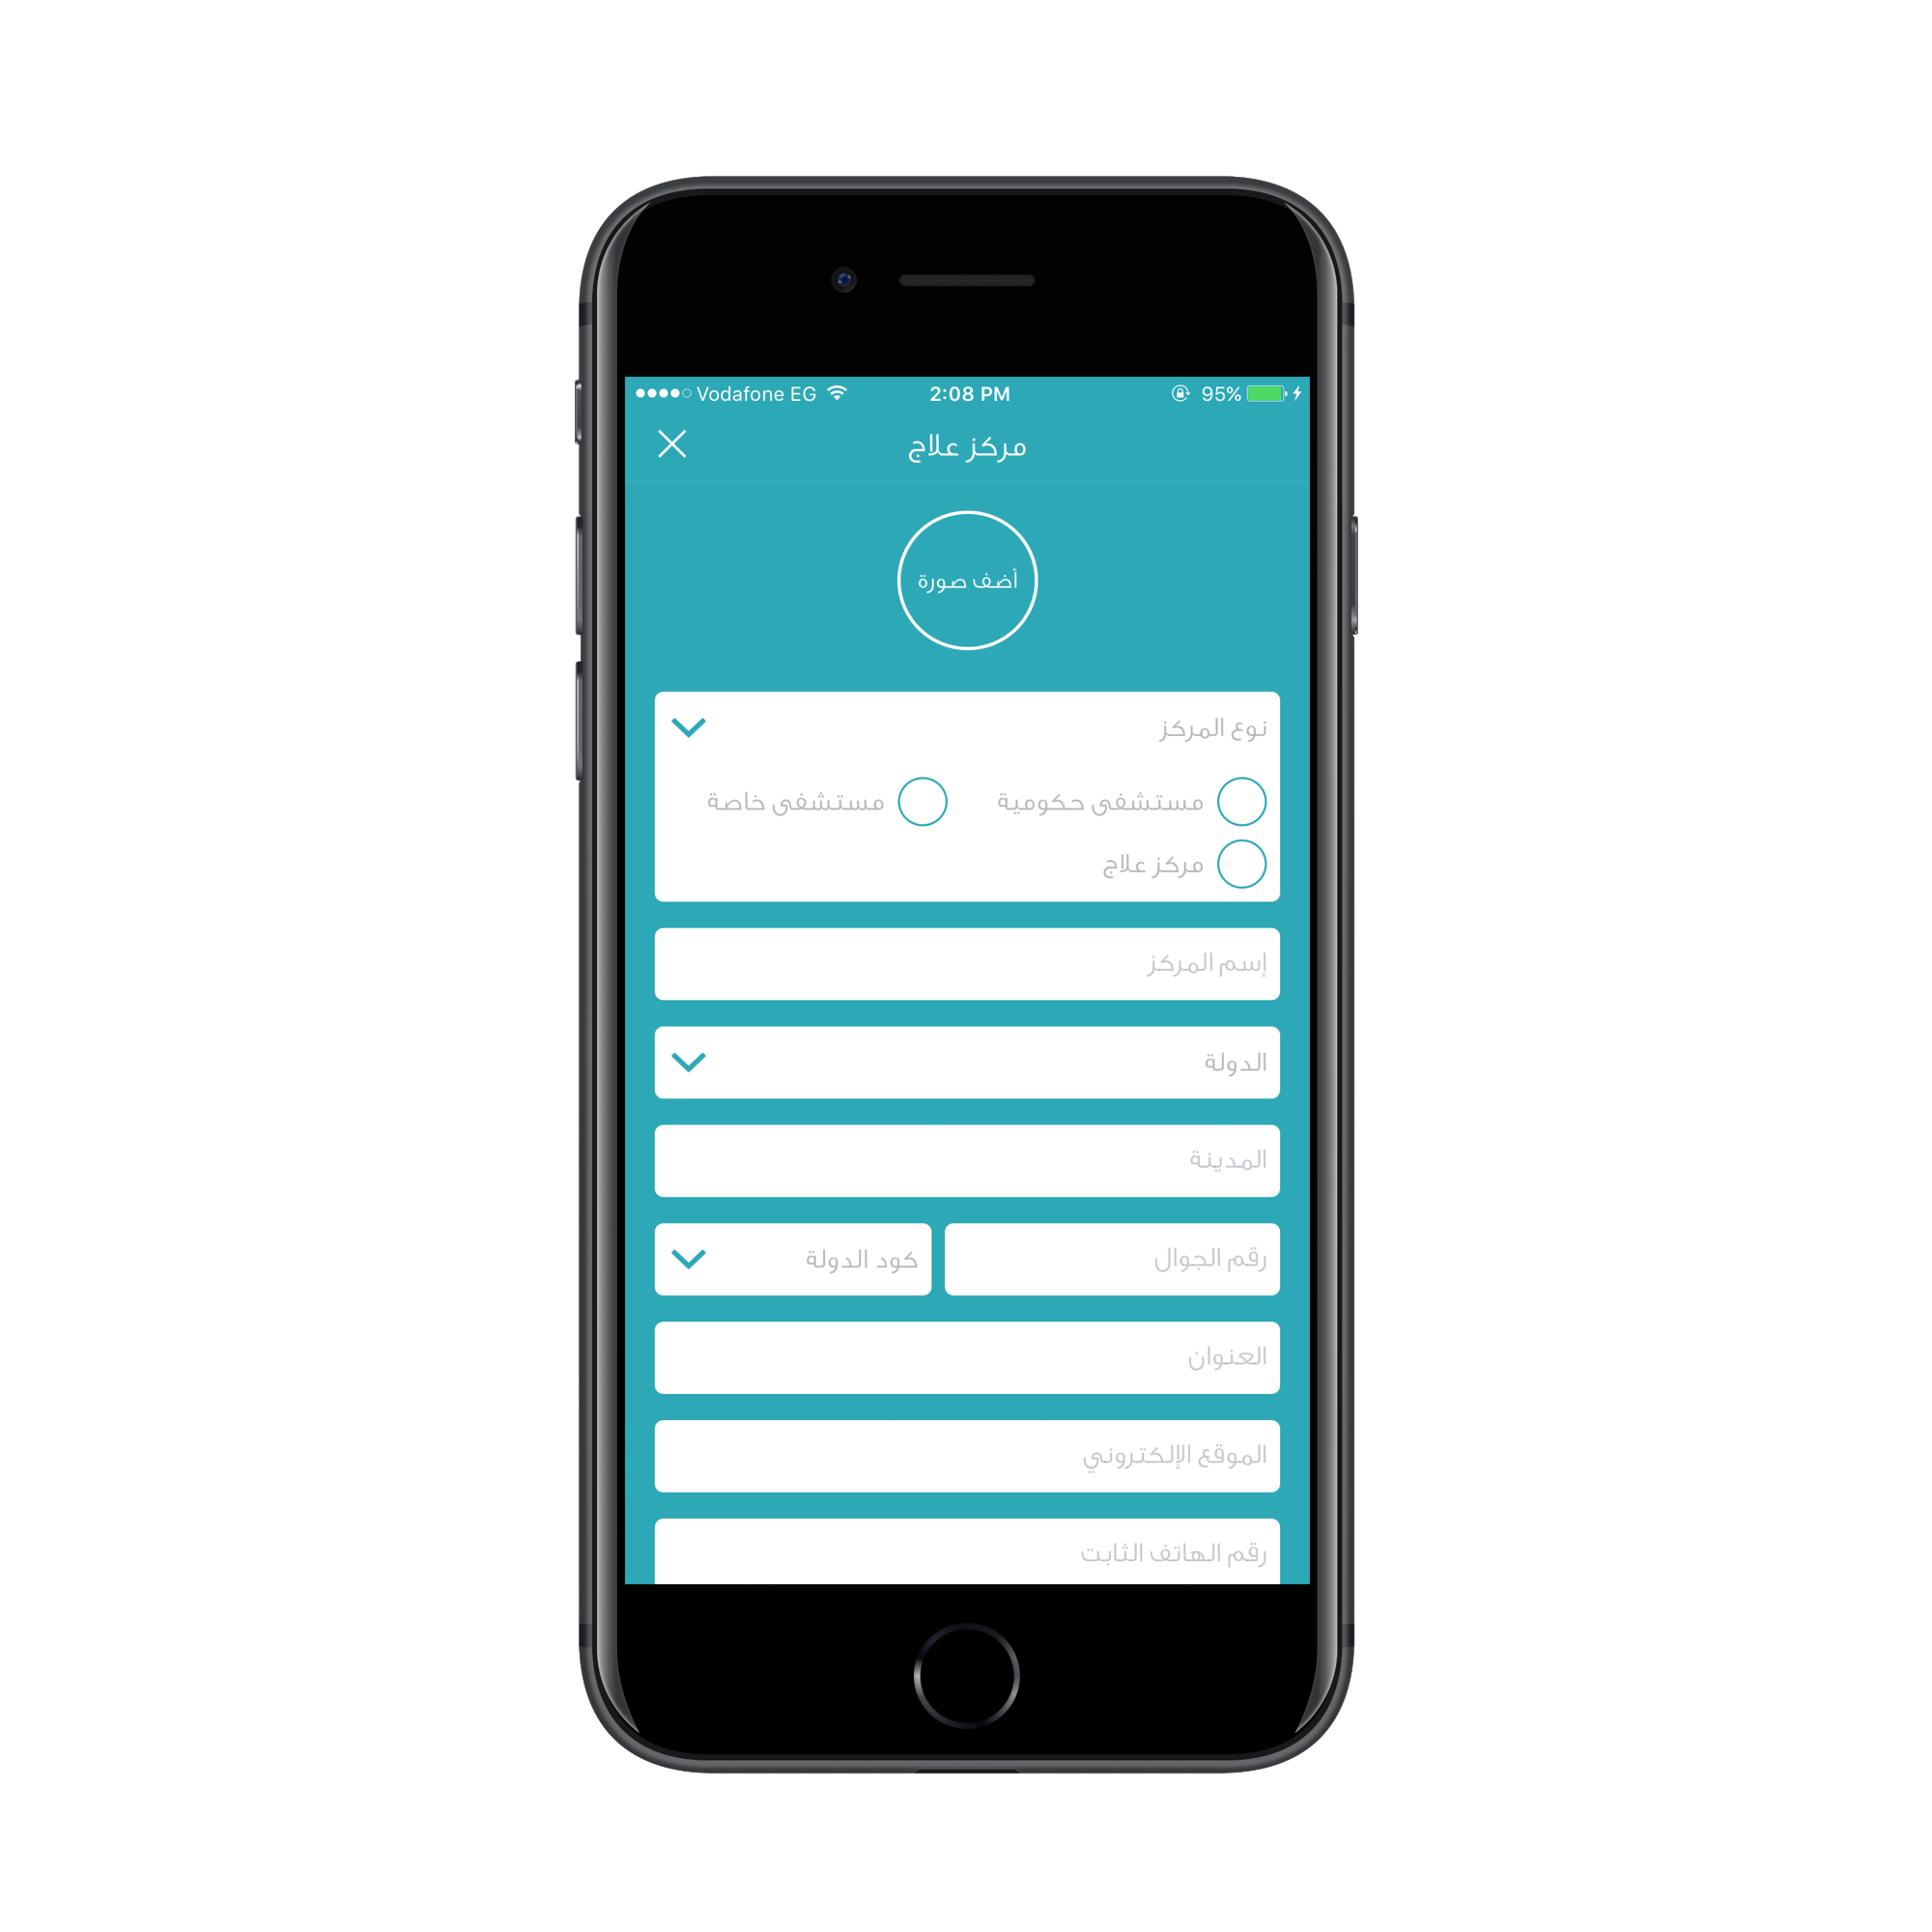 Vodafone EG 2:08 PM 95%
مركز علاج
أضف صورة
نوع المركز
مستشفى حكومية مستشفى خاصة
مركز علاج
إسم المركز
الدولة
المدينة
رقم الجوال كود الدولة
العنوان
الموقع الإلكتروني
رقم الهاتف الثابت